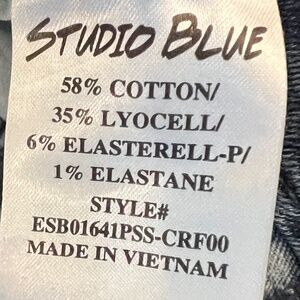 STUDIO BLUE
58% COTTON/
35% LYOCELL/
6% ELASTERELL-P/
1% ELASTANE
STYLE#
ESB01641PSS-CRF00
MADE IN VIETNAM